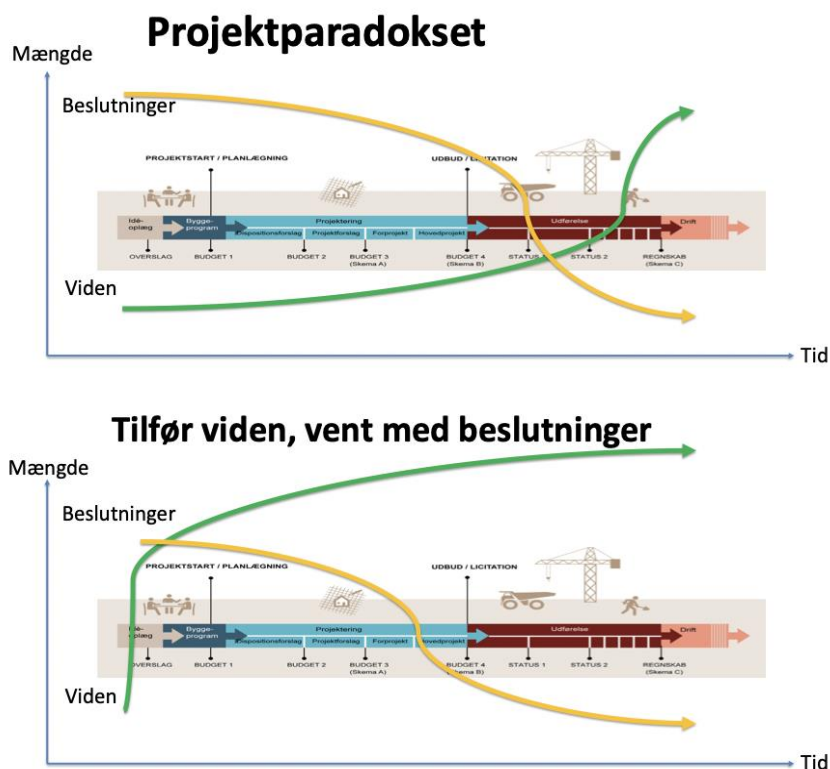 Projektparadokset
Mængde
Beslutninger
PROJEKTSTART / PLANLÆGNING
UDBUD / LICITATION
Idé-
oplæg
Bygge-
program
Projektering
Udførelse
Drift
Dispositionsforslag
Projektforslag
Forprojekt
Hovedprojekt
OVERSLAG
BUDGET 1
BUDGET 2
BUDGET 3
(Skema A)
BUDGET 4
(Skema B)
STATUS 1
STATUS 2
REGNSKAB
(Skema C)
Viden
Tid
Tilfør viden, vent med beslutninger
Mængde
Beslutninger
PROJEKTSTART / PLANLÆGNING
UDBUD / LICITATION
Idé-
oplæg
Bygge-
program
Projektering
Udførelse
Drift
Dispositionsforslag
Projektforslag
Forprojekt
Hovedprojekt
OVERSLAG
BUDGET 1
BUDGET 2
BUDGET 3
(Skema A)
BUDGET 4
(Skema B)
STATUS 1
STATUS 2
REGNSKAB
(Skema C)
Viden
Tid